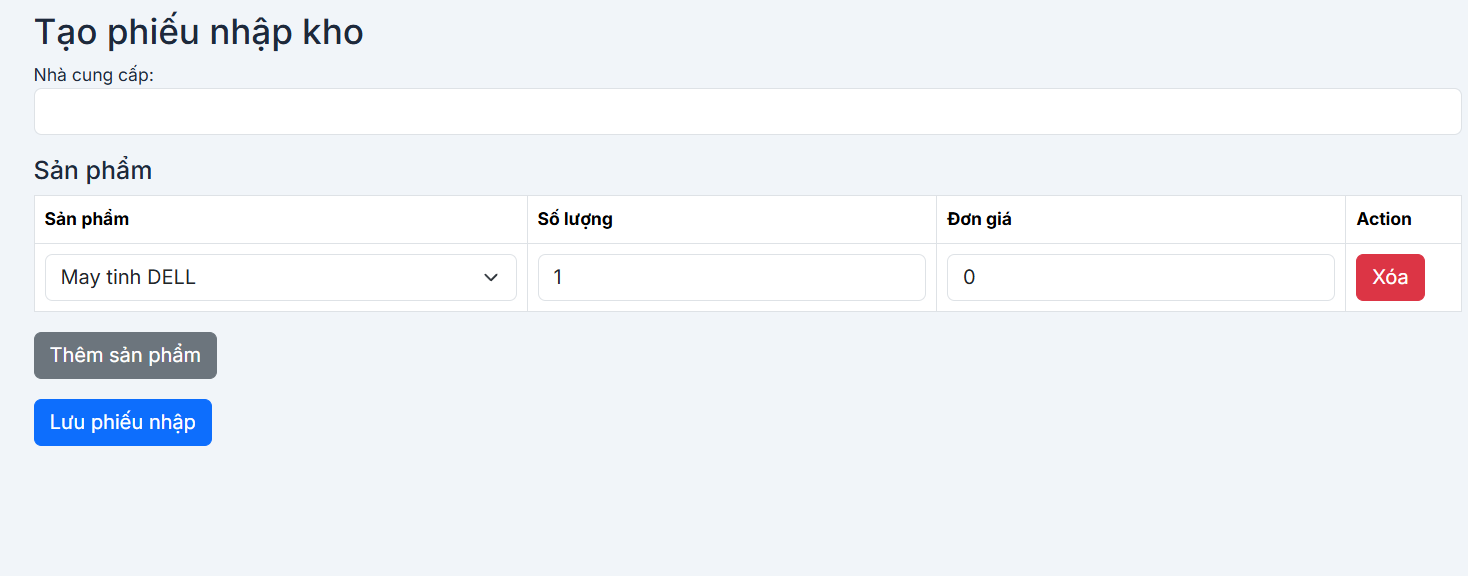 Tạo phiếu nhập kho
Nhà cung cấp:
Sản phẩm
Sản phẩm Số lượng Đơn giá Action
May tinh DELL 1 0 Xóa
Thêm sản phẩm
Lưu phiếu nhập